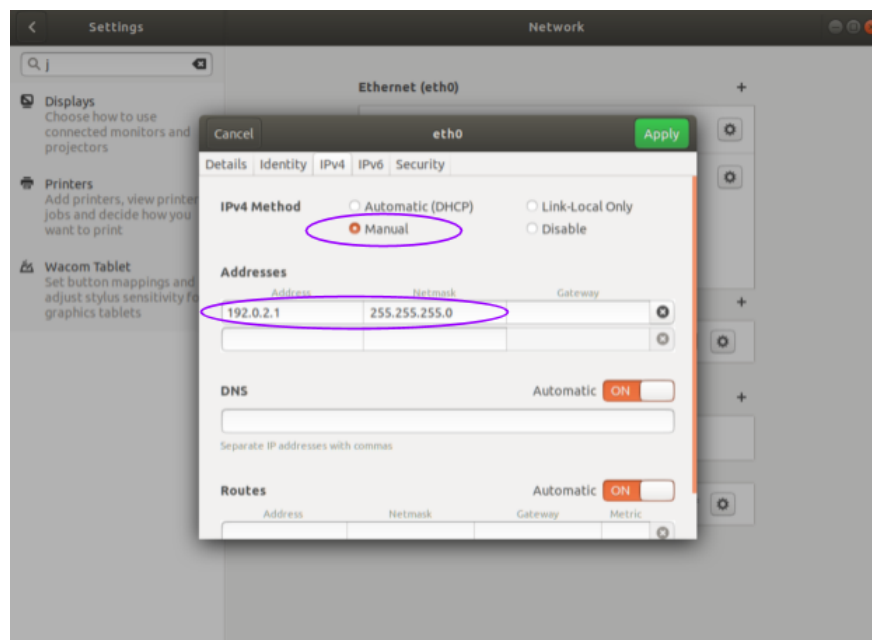 Settings
Network
j
Displays
Choose how to use
connected monitors and
projectors
Printers
Add printers, view printer
jobs and decide how you
want to print
Wacom Tablet
Set button mappings and
adjust stylus sensitivity fo
graphics tablets
Ethernet (eth0)
Cancel
eth0
Apply
Details Identity IPv4 IPv6 Security
IPv4 Method
Automatic (DHCP)
Link-Local Only
Manual
Disable
Addresses
Address Netmask Gateway
192.0.2.1 255.255.255.0
DNS
Automatic ON
Separate IP addresses with commas
Routes
Automatic ON
Address Netmask Gateway Metric